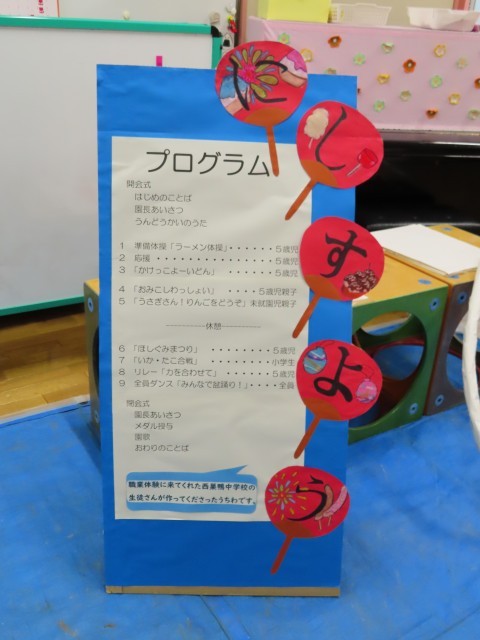 にしすよう
プログラム
開会式
はじめのことば
園長あいさつ
うんどうかいのうた
1 準備体操「ラーメン体操」・・・・・・・5歳児
2 応援・・・・・・・・・・・・・・・・5歳児
3 「かけっこよーいどん」・・・・・・・5歳児
4 「おみこしわっしょい」・・・・・5歳児親子
5 「うさぎさん!りんごをどうぞ」未就園児親子
休憩
6 「ほしぐみまつり」・・・・・・・・・5歳児
7 「いか・たこ合戦」・・・・・・・・・小学生
8 リレー「力を合わせて」・・・・・・・5歳児
9 全員ダンス「みんなで盆踊り!」・・・・全員
閉会式
園長あいさつ
メダル授与
園歌
おわりのことば
職業体験に来てくれた西巣鴨中学校の
生徒さんが作ってくださったうちわです。